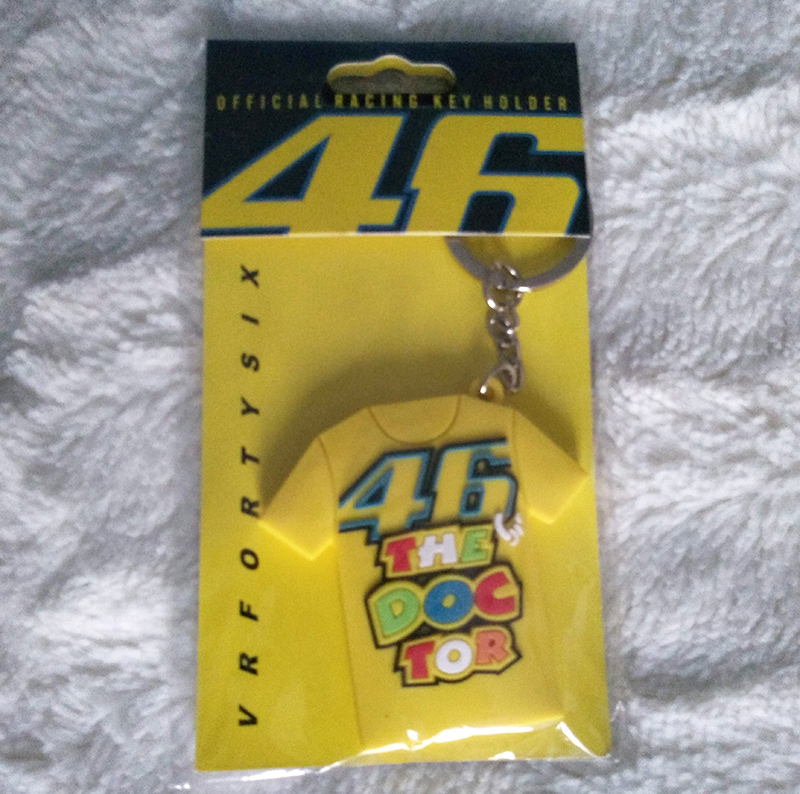 OFFICIAL RACING KEY HOLDER
46
VRFORTYSIX
46
THE
DOC
TOR